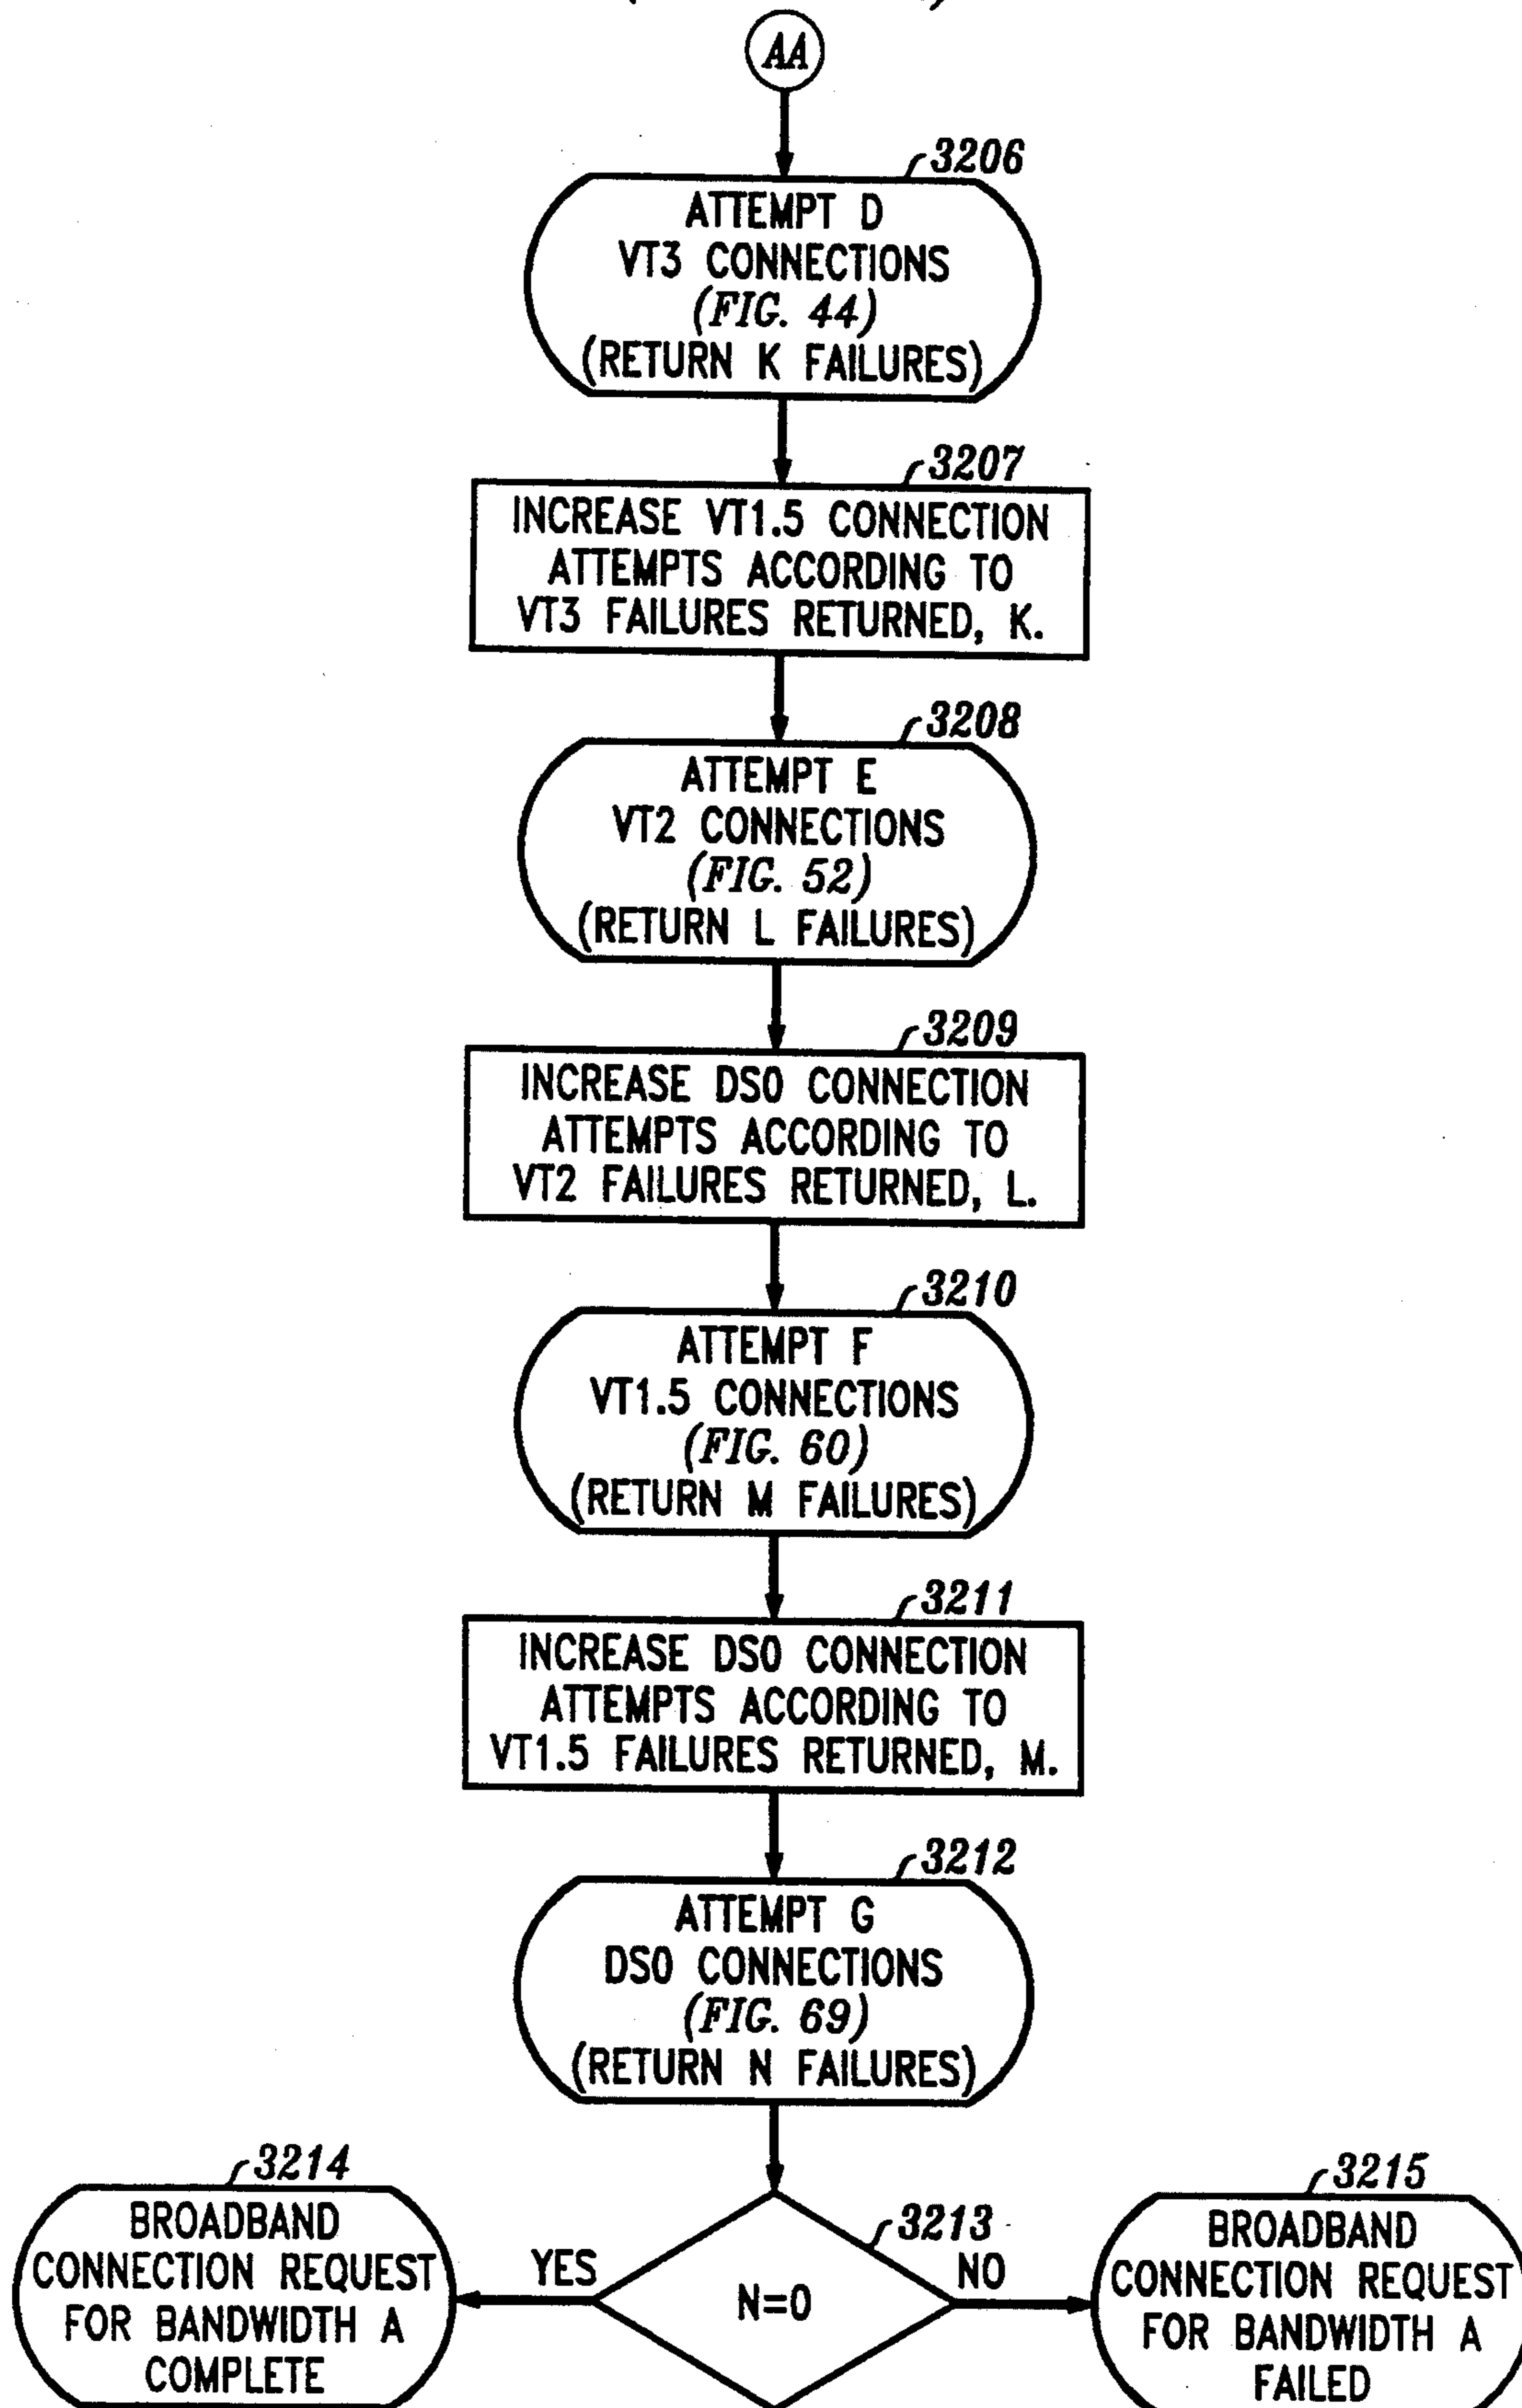 AA
3206
ATTEMPT D
VT3 CONNECTIONS
(FIG. 44)
(RETURN K FAILURES)
3207
INCREASE VT1.5 CONNECTION
ATTEMPTS ACCORDING TO
VT3 FAILURES RETURNED, K.
3208
ATTEMPT E
VT2 CONNECTIONS
(FIG. 52)
(RETURN L FAILURES)
3209
INCREASE DS0 CONNECTION
ATTEMPTS ACCORDING TO
VT2 FAILURES RETURNED, L.
3210
ATTEMPT F
VT1.5 CONNECTIONS
(FIG. 60)
(RETURN M FAILURES)
3211
INCREASE DS0 CONNECTION
ATTEMPTS ACCORDING TO
VT1.5 FAILURES RETURNED, M.
3212
ATTEMPT G
DS0 CONNECTIONS
(FIG. 69)
(RETURN N FAILURES)
3213
N=0
YES
NO
3214
BROADBAND
CONNECTION REQUEST
FOR BANDWIDTH A
COMPLETE
3215
BROADBAND
CONNECTION REQUEST
FOR BANDWIDTH A
FAILED